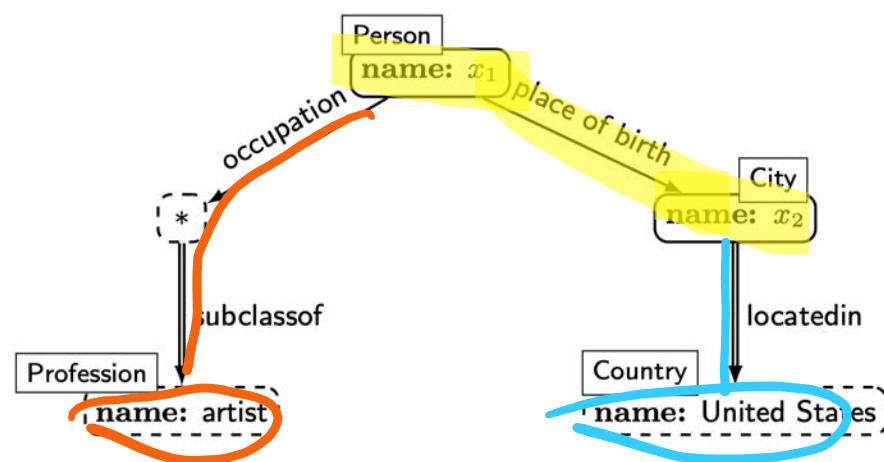 Person
name: x₁
occupation
place of birth
City
*
name: x₂
subclassof
locatedin
Profession
Country
name: artist
name: United States